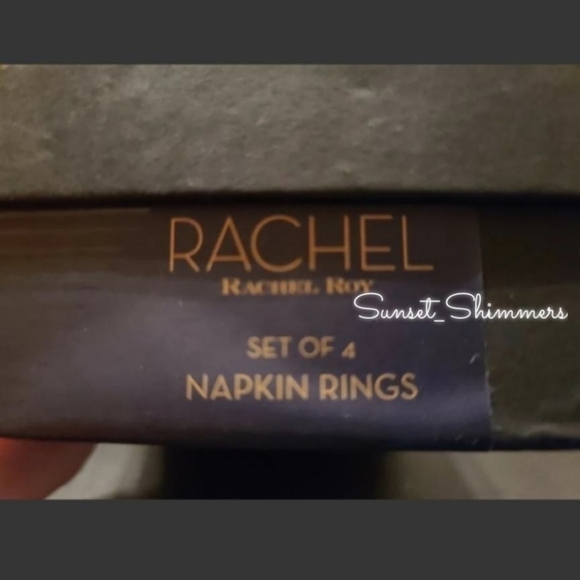 RACHEL
RACHEL ROY
Sunset_Shimmers
SET OF 4
NAPKIN RINGS